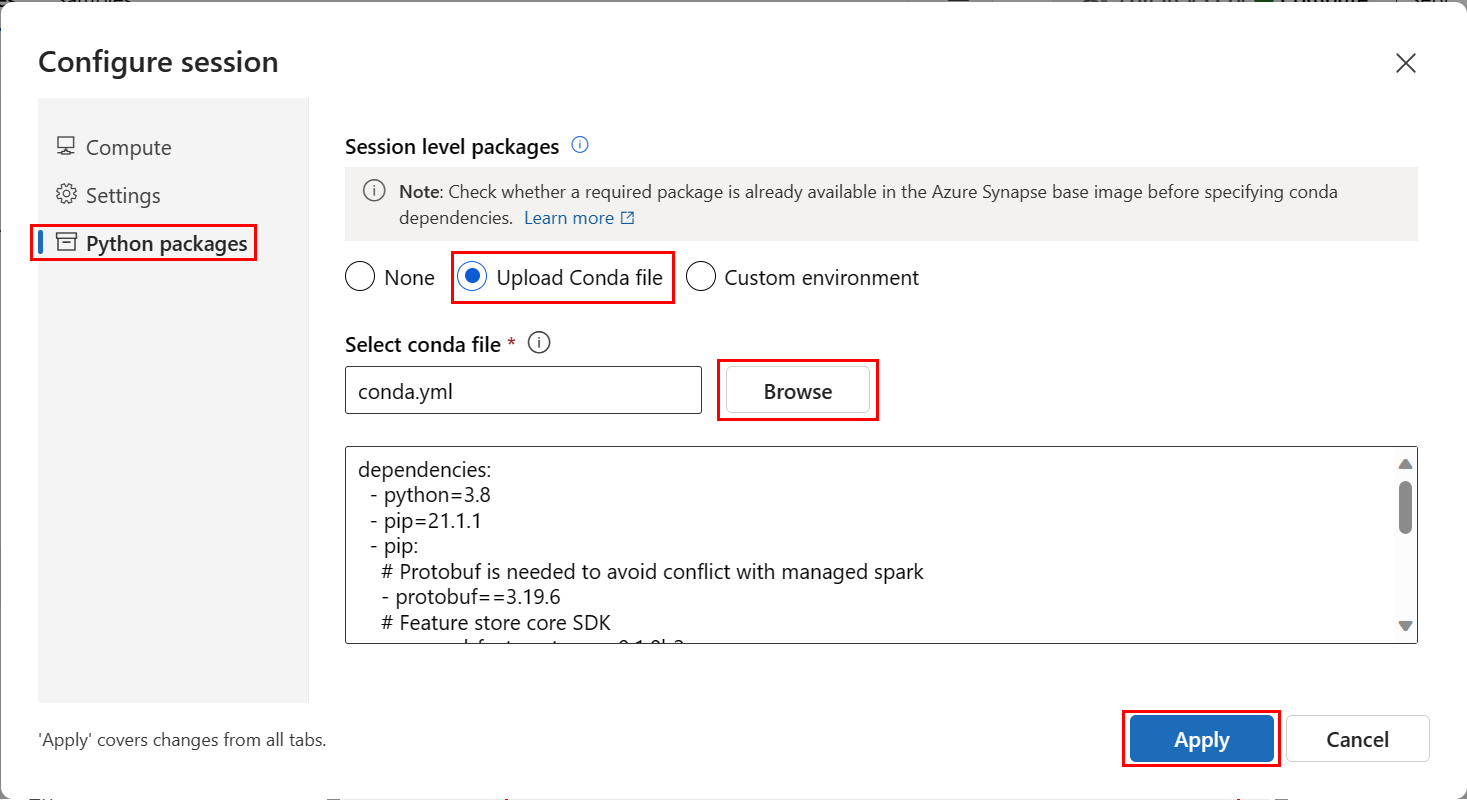 Configure session
Compute
Settings
Python packages
Session level packages
Note: Check whether a required package is already available in the Azure Synapse base image before specifying conda
dependencies. Learn more
None
Upload Conda file
Custom environment
Select conda file *
conda.yml
Browse
dependencies:
- python=3.8
- pip=21.1.1
- pip:
# Protobuf is needed to avoid conflict with managed spark
- protobuf==3.19.6
# Feature store core SDK
'Apply' covers changes from all tabs.
Apply
Cancel